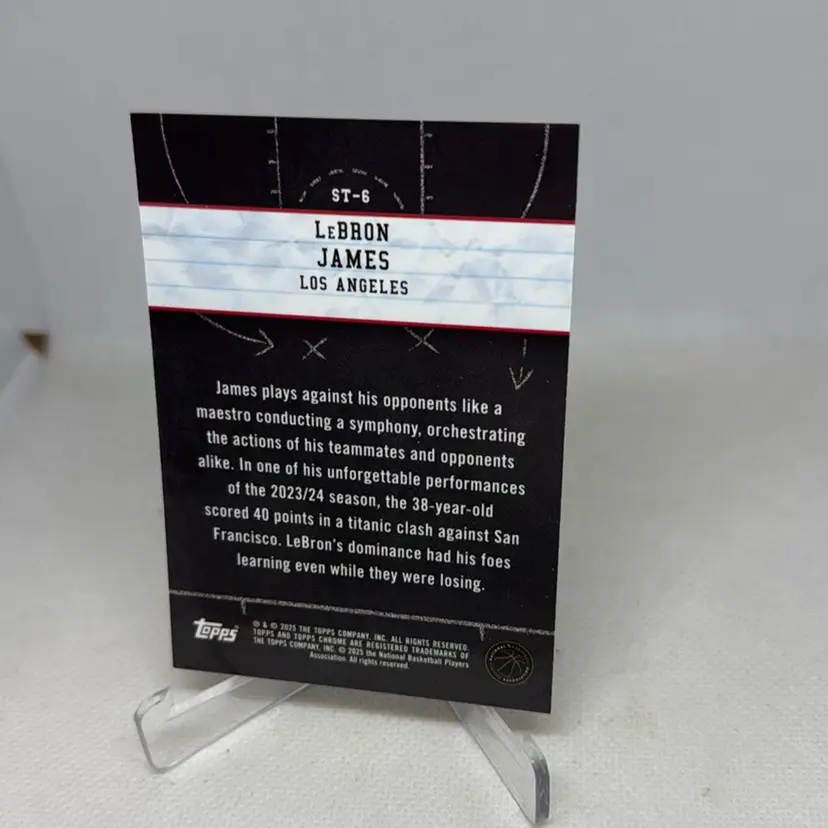 ST-6
LeBRON
JAMES
LOS ANGELES
James plays against his opponents like a
maestro conducting a symphony, orchestrating
the actions of his teammates and opponents
alike. In one of his unforgettable performances
of the 2023/24 season, the 38-year-old
scored 40 points in a titanic clash against San
Francisco. LeBron's dominance had his foes
learning even while they were losing.
topps
® & © 2025 THE TOPPS COMPANY, INC. ALL RIGHTS RESERVED.
TOPPS AND TOPPS CHROME ARE REGISTERED TRADEMARKS OF
THE TOPPS COMPANY, INC. © 2025 the National Basketball Players
Association. All rights reserved.